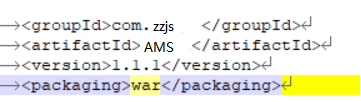 <groupId>com.zzjs </groupId>
<artifactId>AMS </artifactId>
<version>1.1.1</version>
<packaging>war</packaging>